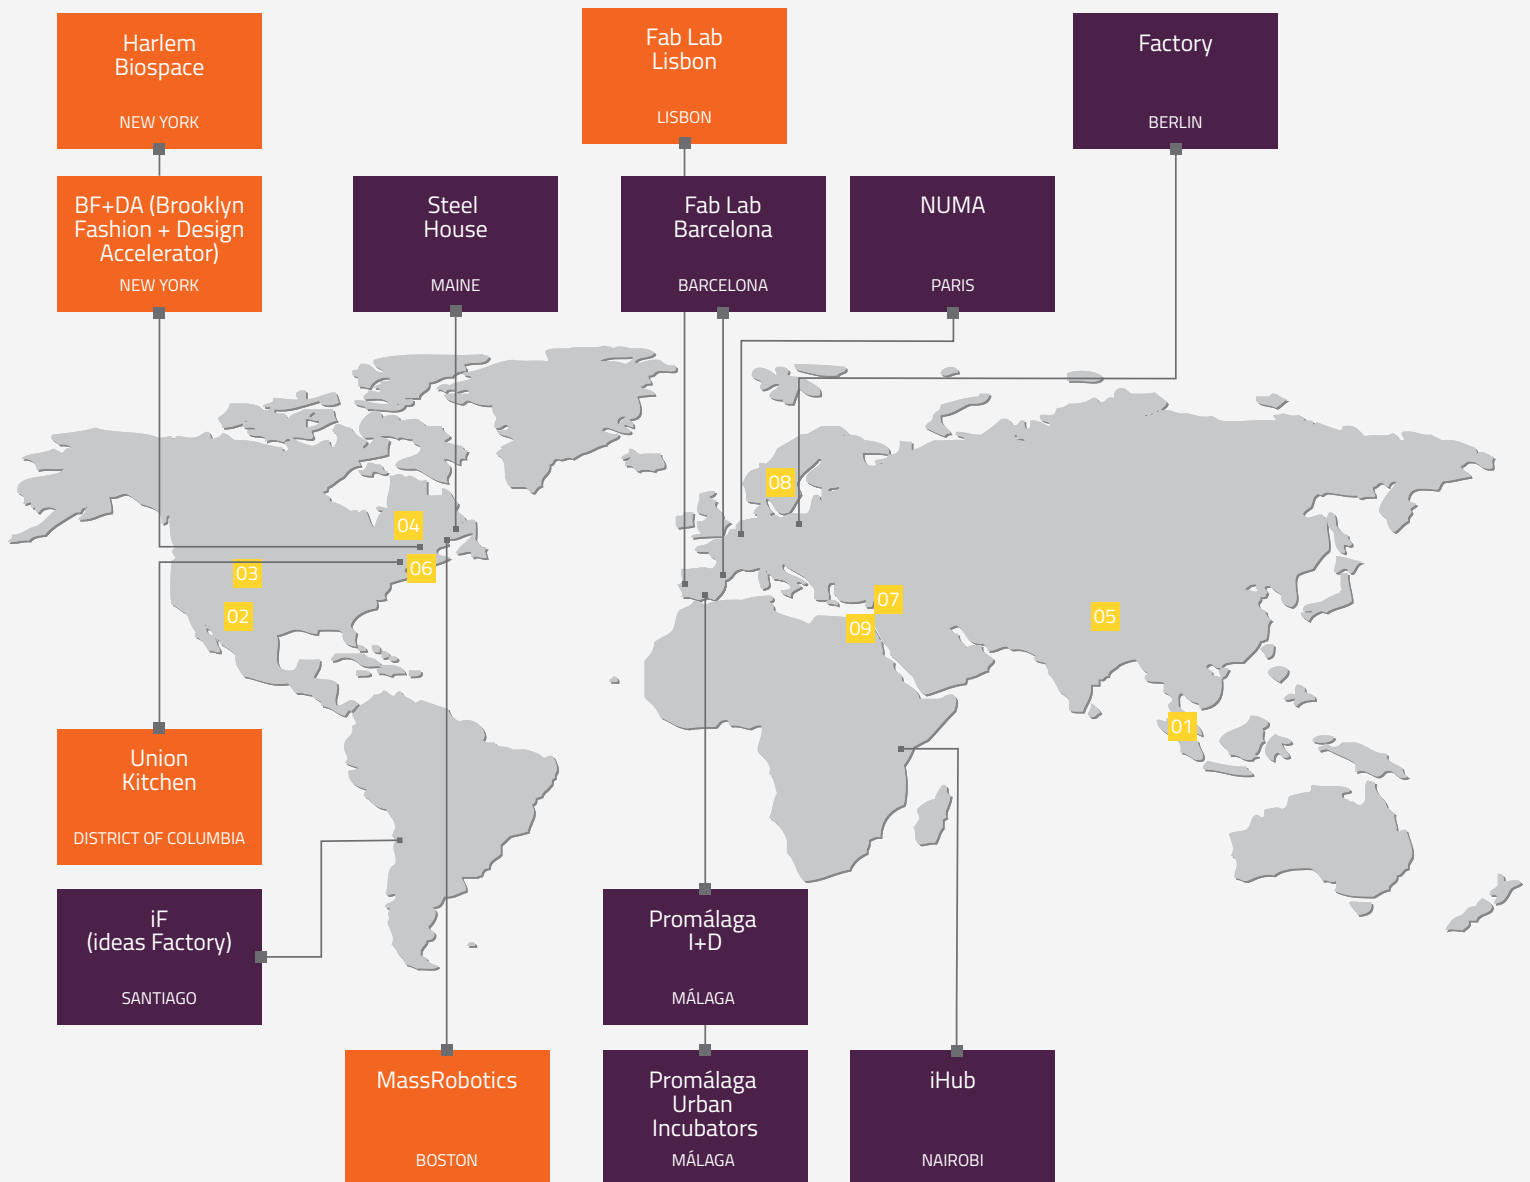 Harlem
Biospace
NEW YORK
Fab Lab
Lisbon
LISBON
Factory
BERLIN
BF+DA (Brooklyn
Fashion + Design
Accelerator)
NEW YORK
Steel
House
MAINE
Fab Lab
Barcelona
BARCELONA
NUMA
PARIS
08
04
06
03
02
07
09
05
01
Union
Kitchen
DISTRICT OF COLUMBIA
iF
(ideas Factory)
SANTIAGO
Promálaga
I+D
MÁLAGA
MassRobotics
BOSTON
Promálaga
Urban
Incubators
MÁLAGA
iHub
NAIROBI